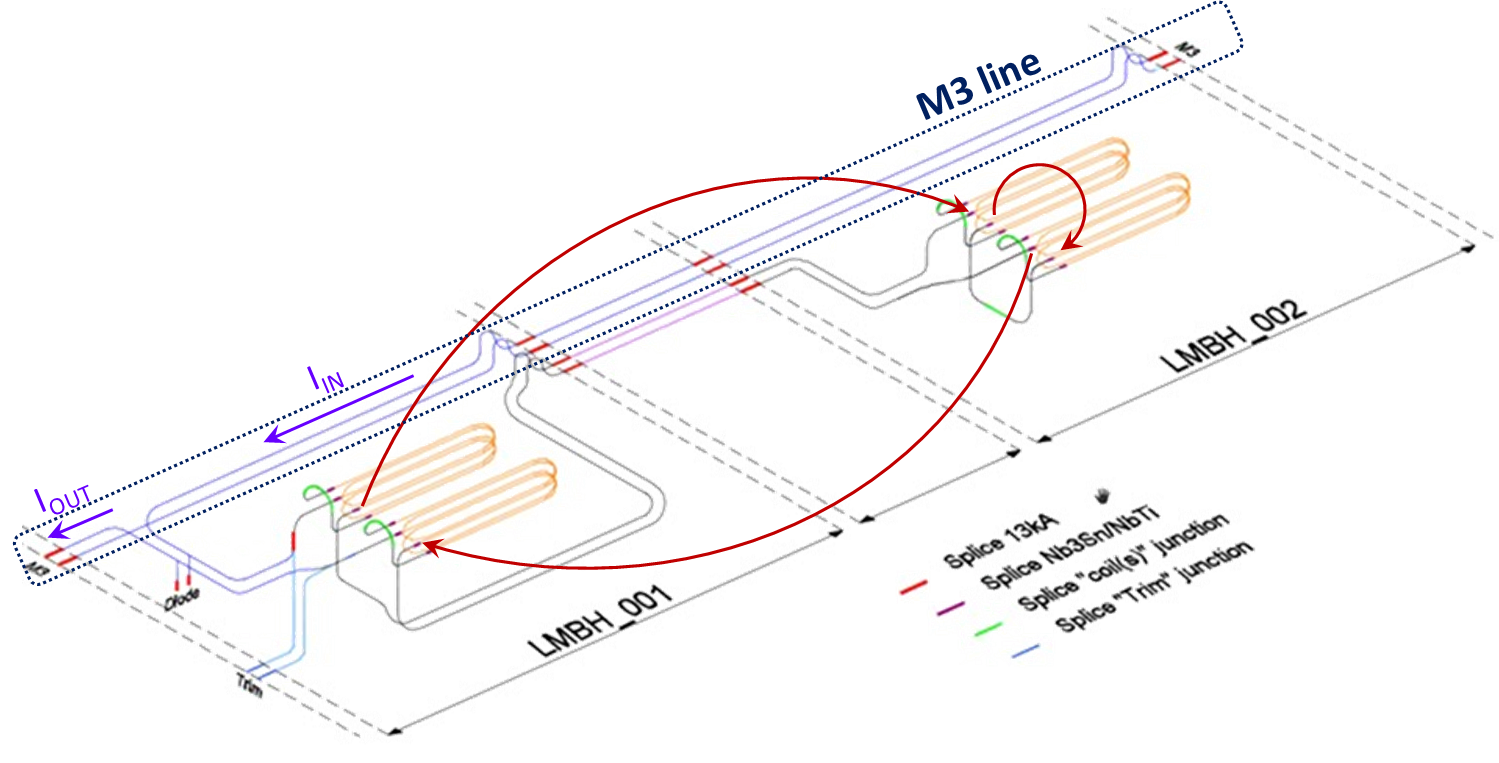 M3
M3 line
LMBH_002
I_IN
I_OUT
M3
Diode
Trim
LMBH_001
Splice 13kA
Splice Nb3Sn/NbTi
Splice "coil(s)" junction
Splice "Trim" junction